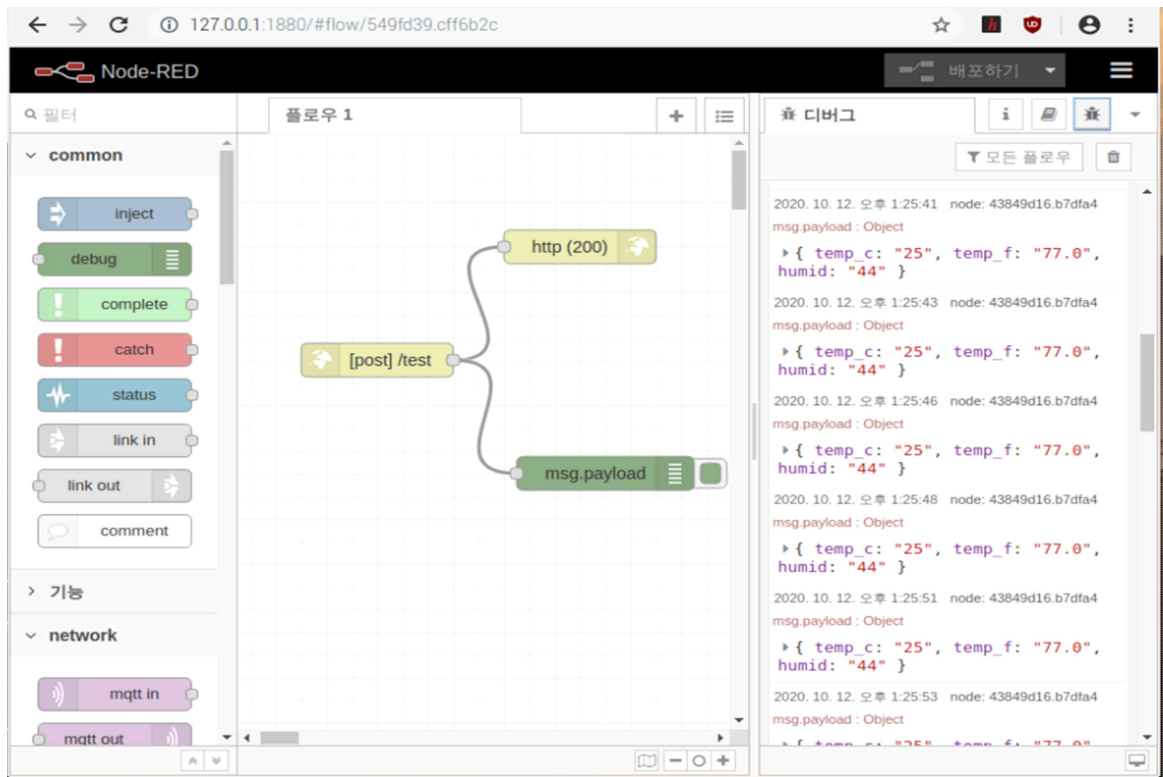 127.0.0.1:1880/#flow/549fd39.cff6b2c
Node-RED
배포하기
필터
common
inject
debug
complete
catch
status
link in
link out
comment
기능
network
mqtt in
mqtt out
플로우 1
http (200)
[post] /test
msg.payload
디버그
모든 플로우
2020. 10. 12. 오후 1:25:41 node: 43849d16.b7dfa4
msg.payload : Object
{ temp_c: "25", temp_f: "77.0",
humid: "44" }
2020. 10. 12. 오후 1:25:43 node: 43849d16.b7dfa4
msg.payload : Object
{ temp_c: "25", temp_f: "77.0",
humid: "44" }
2020. 10. 12. 오후 1:25:46 node: 43849d16.b7dfa4
msg.payload : Object
{ temp_c: "25", temp_f: "77.0",
humid: "44" }
2020. 10. 12. 오후 1:25:48 node: 43849d16.b7dfa4
msg.payload : Object
{ temp_c: "25", temp_f: "77.0",
humid: "44" }
2020. 10. 12. 오후 1:25:51 node: 43849d16.b7dfa4
msg.payload : Object
{ temp_c: "25", temp_f: "77.0",
humid: "44" }
2020. 10. 12. 오후 1:25:53 node: 43849d16.b7dfa4
msg.payload : Object
{ temp_c: "25", temp_f: "77.0",